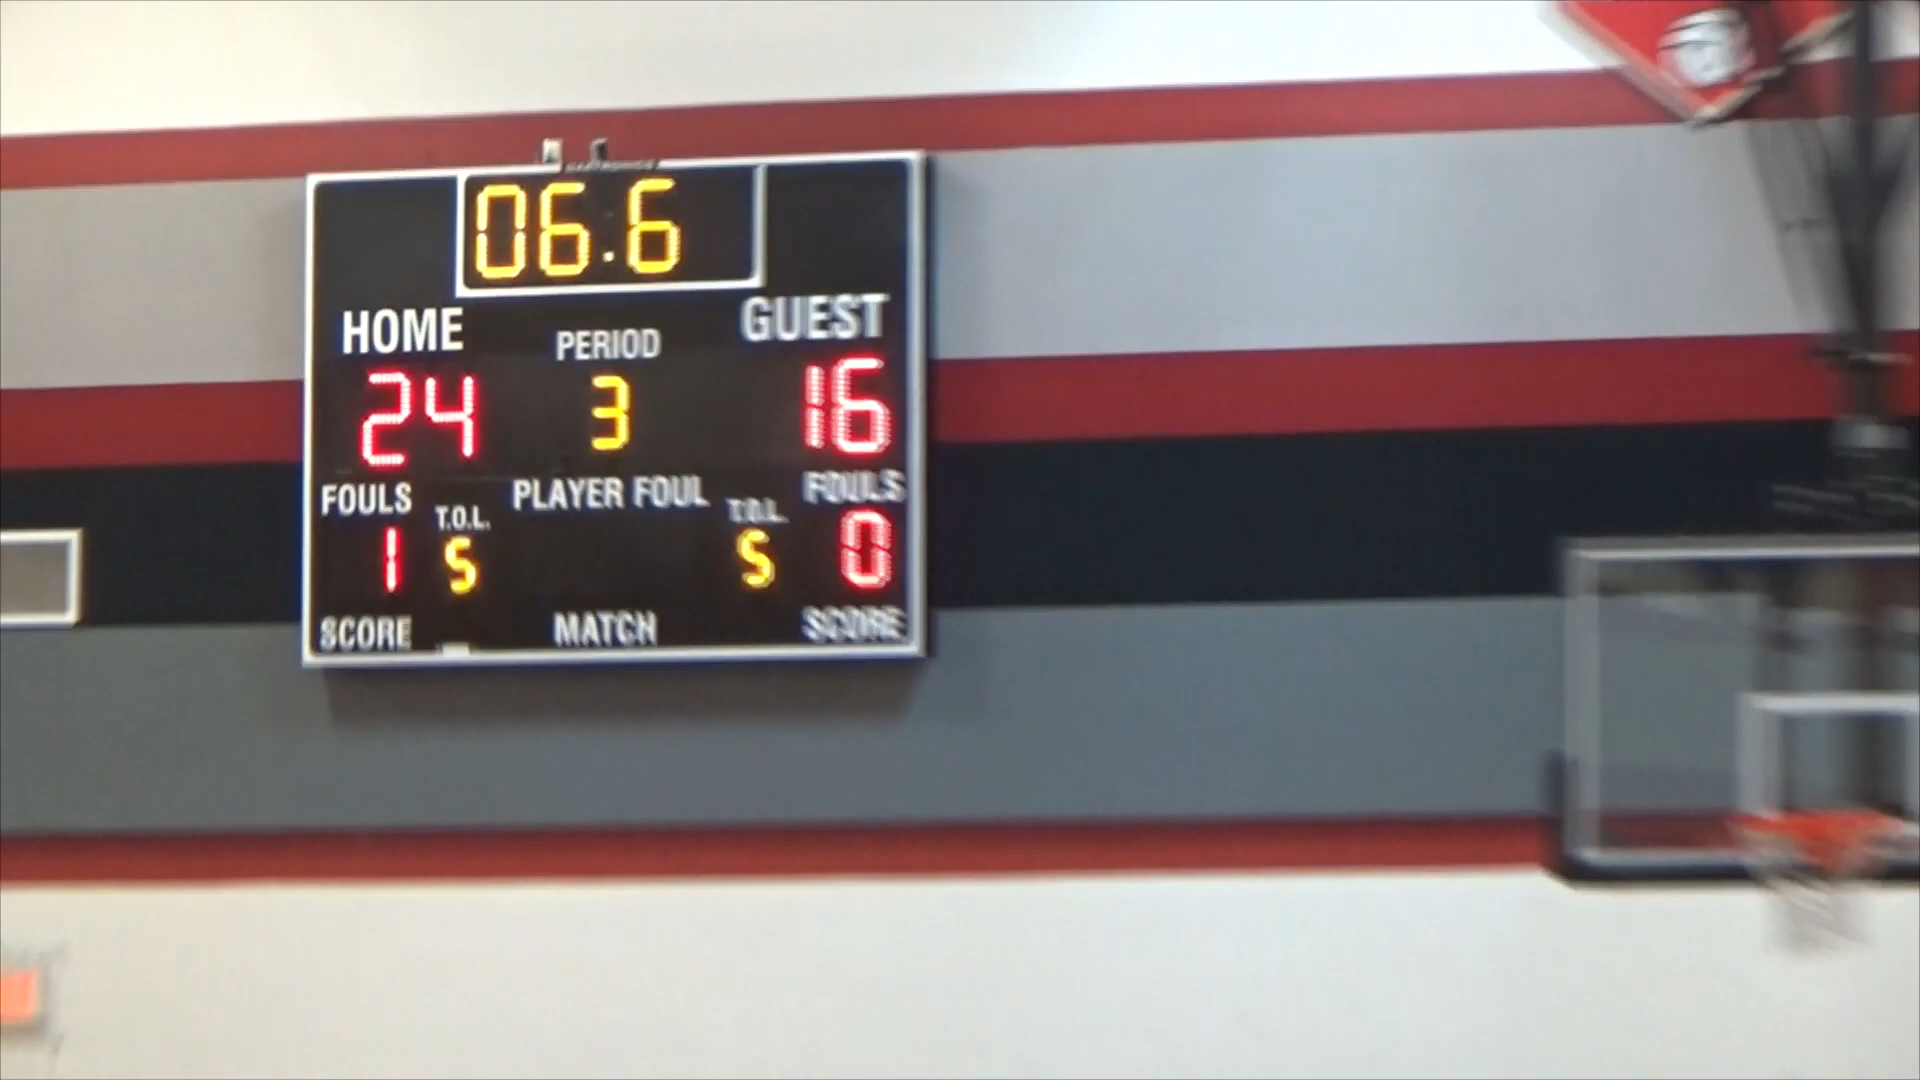 06.6
HOME PERIOD GUEST
24 3 16
FOULS T.O.L. PLAYER FOUL T.O.L. FOULS
1 5 5 0
SCORE MATCH SCORE